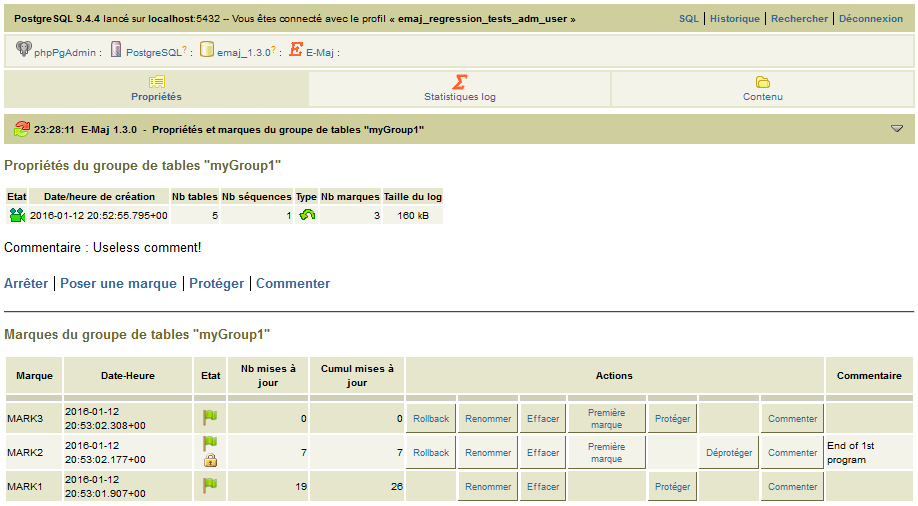 PostgreSQL 9.4.4 lancé sur localhost:5432 -- Vous êtes connecté avec le profil « emaj_regression_tests_adm_user » SQL | Historique | Rechercher | Déconnexion
phpPgAdmin : PostgreSQL? : emaj_1.3.0? : E-Maj :
Propriétés Statistiques log Contenu
23:28:11 E-Maj 1.3.0 - Propriétés et marques du groupe de tables "myGroup1"
Propriétés du groupe de tables "myGroup1"
Etat Date/heure de création Nb tables Nb séquences Type Nb marques Taille du log
2016-01-12 20:52:55.795+00 5 1 3 160 kB
Commentaire : Useless comment!
Arrêter | Poser une marque | Protéger | Commenter
Marques du groupe de tables "myGroup1"
Marque Date-Heure Etat Nb mises à jour Cumul mises à jour Actions Commentaire
MARK3 2016-01-12 20:53:02.308+00 0 0 Rollback Renommer Effacer Première marque Protéger Commenter
MARK2 2016-01-12 20:53:02.177+00 7 7 Rollback Renommer Effacer Première marque Déprotéger Commenter End of 1st program
MARK1 2016-01-12 20:53:01.907+00 19 26 Renommer Effacer Protéger Commenter